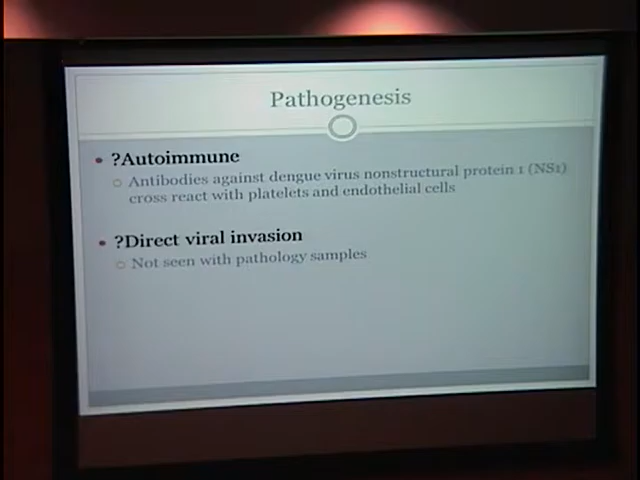 Pathogenesis
?Autoimmune
Antibodies against dengue virus nonstructural protein 1 (NS1)
cross react with platelets and endothelial cells
?Direct viral invasion
Not seen with pathology samples